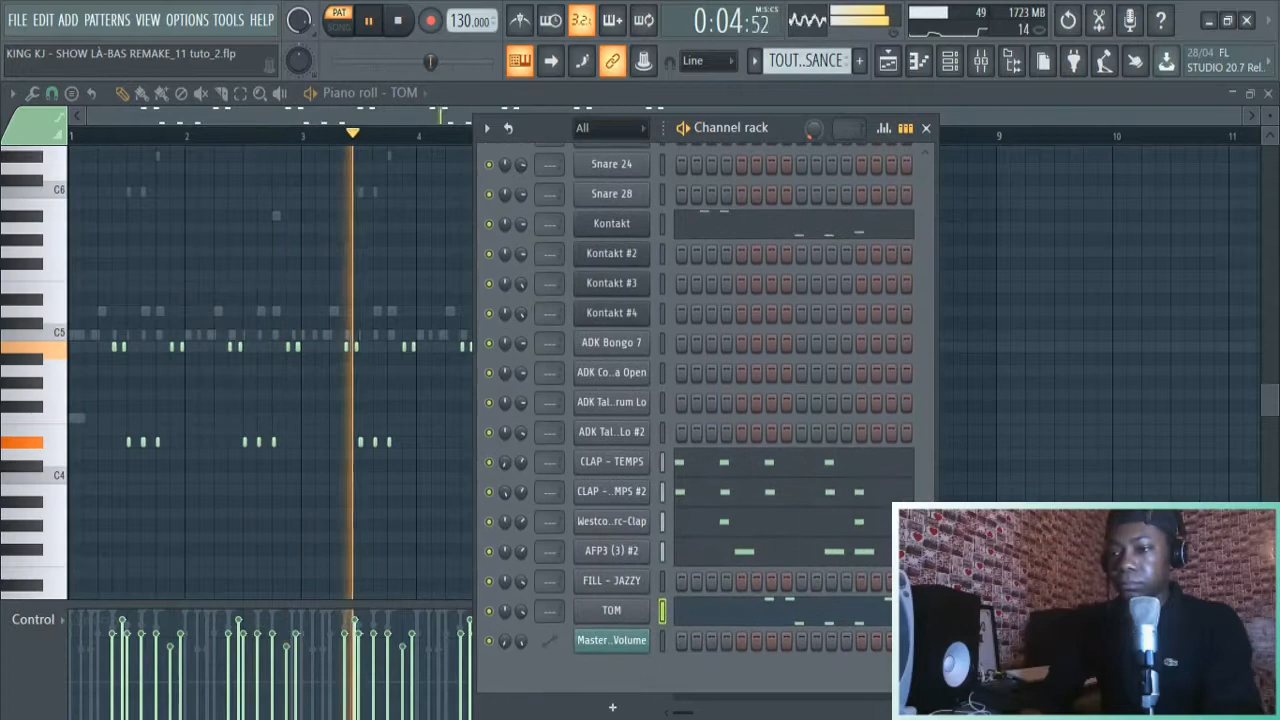 FILE EDIT ADD PATTERNS VIEW OPTIONS TOOLS HELP
PAT
SONG
130.000
3.2
0:04:52
M:S:CS
49
1723 MB
14
KING KJ - SHOW LÀ-BAS REMAKE_11 tuto_2.flp
Line
TOUT..SANCE
28/04 FL
STUDIO 20.7 Rel..
Piano roll - TOM
1 2 3 4 9 10 11
All
Channel rack
C6
C5
C4
Snare 24
Snare 28
Kontakt
Kontakt #2
Kontakt #3
Kontakt #4
ADK Bongo 7
ADK Co...a Open
ADK Tal...rum Lo
ADK Tal...Lo #2
CLAP - TEMPS
CLAP -...MPS #2
Westco...rc-Clap
AFP3 (3) #2
FILL - JAZZY
TOM
Master..Volume
Control